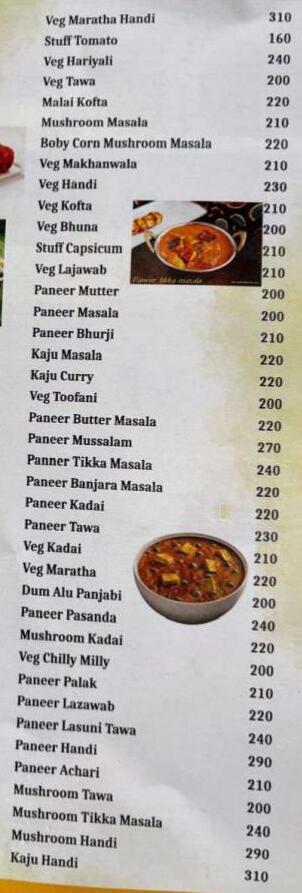 Veg Maratha Handi 310
Stuff Tomato 160
Veg Hariyali 240
Veg Tawa 200
Malai Kofta 220
Mushroom Masala 210
Boby Corn Mushroom Masala 220
Veg Makhanwala 210
Veg Handi 230
Veg Kofta 210
Veg Bhuna 200
Stuff Capsicum 210
Veg Lajawab 210
Paneer tikka masala
Paneer Mutter 200
Paneer Masala 200
Paneer Bhurji 210
Kaju Masala 220
Kaju Curry 220
Veg Toofani 200
Paneer Butter Masala 220
Paneer Mussalam 270
Panner Tikka Masala 240
Paneer Banjara Masala 220
Paneer Kadai 220
Paneer Tawa 230
Veg Kadai 210
Veg Maratha 220
Dum Alu Panjabi 200
Paneer Pasanda 240
Mushroom Kadai 220
Veg Chilly Milly 200
Paneer Palak 210
Paneer Lazawab 220
Paneer Lasuni Tawa 240
Paneer Handi 290
Paneer Achari 210
Mushroom Tawa 200
Mushroom Tikka Masala 240
Mushroom Handi 290
Kaju Handi 310